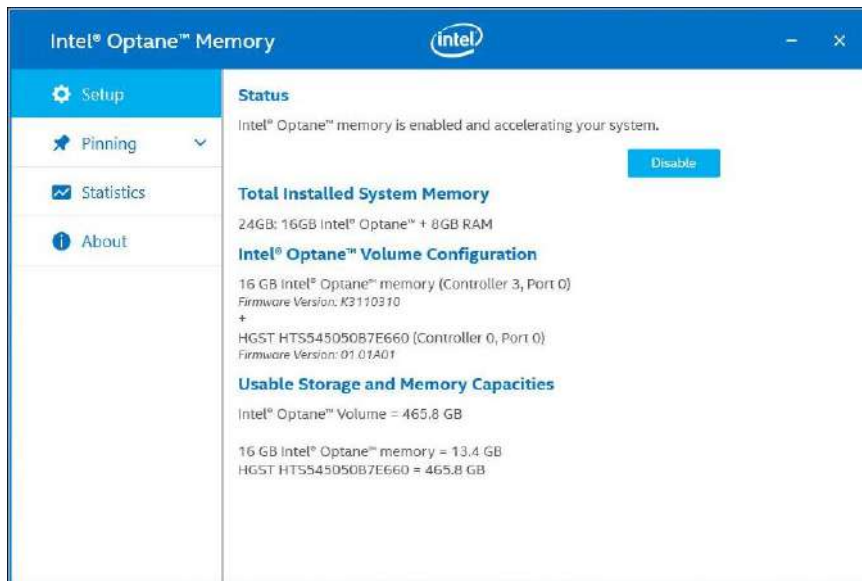 Intel® Optane™ Memory
intel
Setup
Pinning
Statistics
About
Status
Intel® Optane™ memory is enabled and accelerating your system.
Disable
Total Installed System Memory
24GB: 16GB Intel® Optane™ + 8GB RAM
Intel® Optane™ Volume Configuration
16 GB Intel® Optane™ memory (Controller 3, Port 0)
Firmware Version: K3110310
+
HGST HTS545050B7E660 (Controller 0, Port 0)
Firmware Version: 01.01A01
Usable Storage and Memory Capacities
Intel® Optane™ Volume = 465.8 GB
16 GB Intel® Optane™ memory = 13.4 GB
HGST HTS545050B7E660 = 465.8 GB